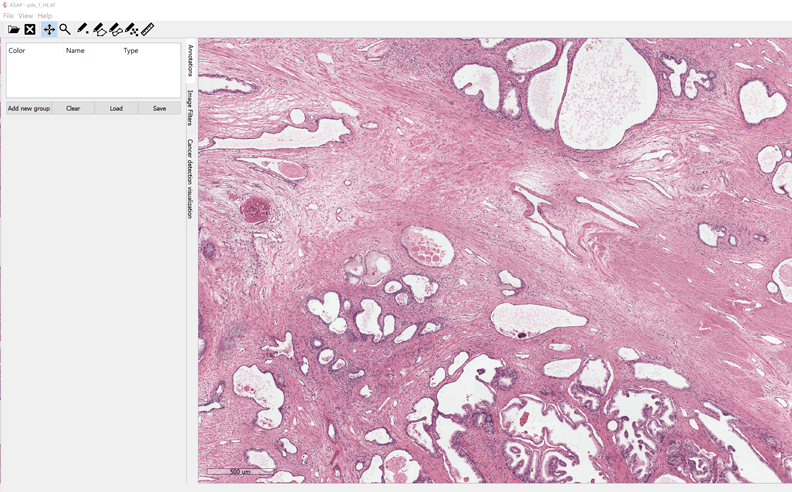 ASAP - pds_1_HR.tif
File View Help
Color Name Type
Add new group Clear Load Save
Annotations
Image Filters
Cancer detection visualization
500 um